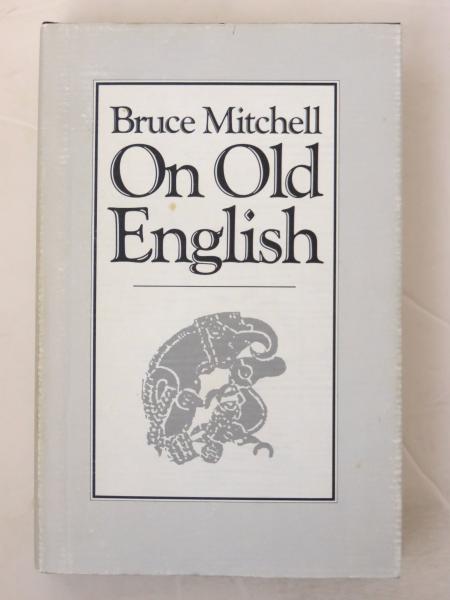 Bruce Mitchell
On Old
English